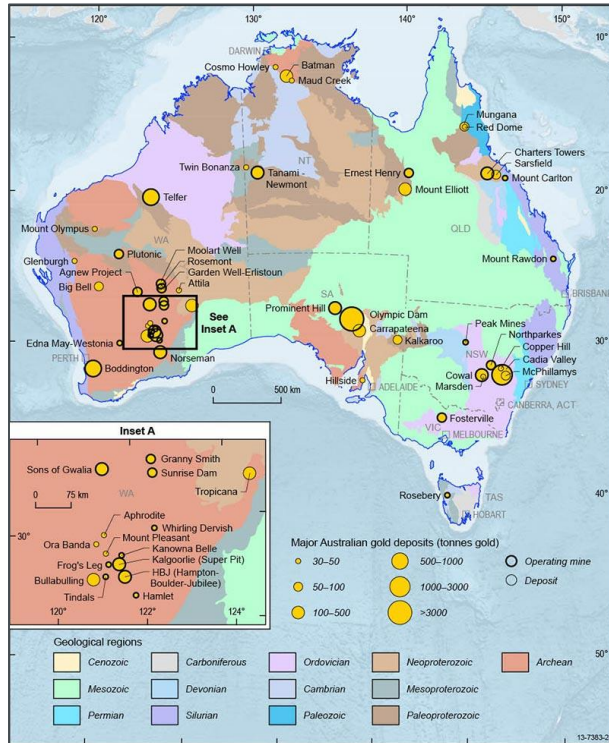 120°
130°
140°
150°
10°
DARWIN
Cosmo Howley
Batman
Maud Creek
Mungana
Red Dome
Twin Bonanza
NT
Tanami -
Newmont
Ernest Henry
Charters Towers
Sarsfield
Mount Carlton
Mount Elliott
20°
Telfer
Mount Olympus
WA
QLD
Moolart Well
Plutonic
Rosemont
Glenburgh
Garden Well-Erlistoun
Agnew Project
Attila
Big Bell
Mount Rawdon
SA
BRISBANE
Prominent Hill
Olympic Dam
See
Inset A
Carrapateena
Peak Mines
Northparkes
Edna May-Westonia
Kalkaroo
NSW
Copper Hill
30°
PERTH
Norseman
Cadia Valley
Boddington
Cowal
McPhilamys
Hillside
Marsden
SYDNEY
ADELAIDE
CANBERRA, ACT
0
500 km
Fosterville
VIC
MELBOURNE
Rosebery
TAS
HOBART
40°
50°
Inset A
Granny Smith
Sons of Gwalia
Sunrise Dam
0
75 km
WA
Tropicana
Aphrodite
Whirling Dervish
30°
Mount Pleasant
Ora Banda
Kanowna Belle
Frog's Leg
Kalgoorlie (Super Pit)
Bullabulling
HBJ (Hampton-
Boulder-Jubilee)
Tindals
Hamlet
120°
122°
124°
Major Australian gold deposits (tonnes gold)
30–50
500–1000
Operating mine
50–100
1000–3000
Deposit
100–500
>3000
Geological regions
Cenozoic
Carboniferous
Ordovician
Neoproterozoic
Archean
Mesozoic
Devonian
Cambrian
Mesoproterozoic
Permian
Silurian
Paleozoic
Paleoproterozoic
13-7383-2